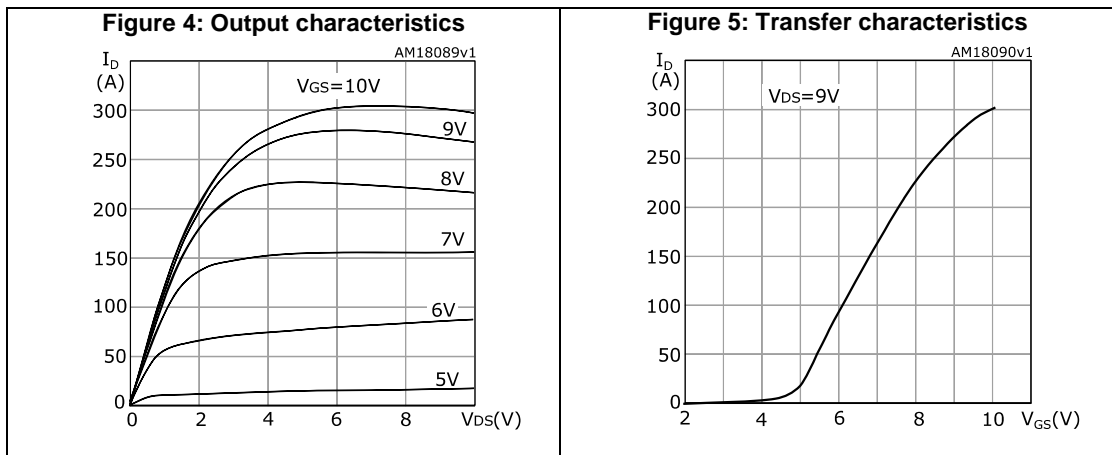 Figure 4: Output characteristics
AM18089v1
ID
(A)
VGS=10V
300
9V
250
8V
200
7V
150
100
6V
50
5V
0
0 2 4 6 8 VDS(V)
Figure 5: Transfer characteristics
AM18090v1
ID
(A)
VDS=9V
300
250
200
150
100
50
0
2 4 6 8 10 VGS(V)